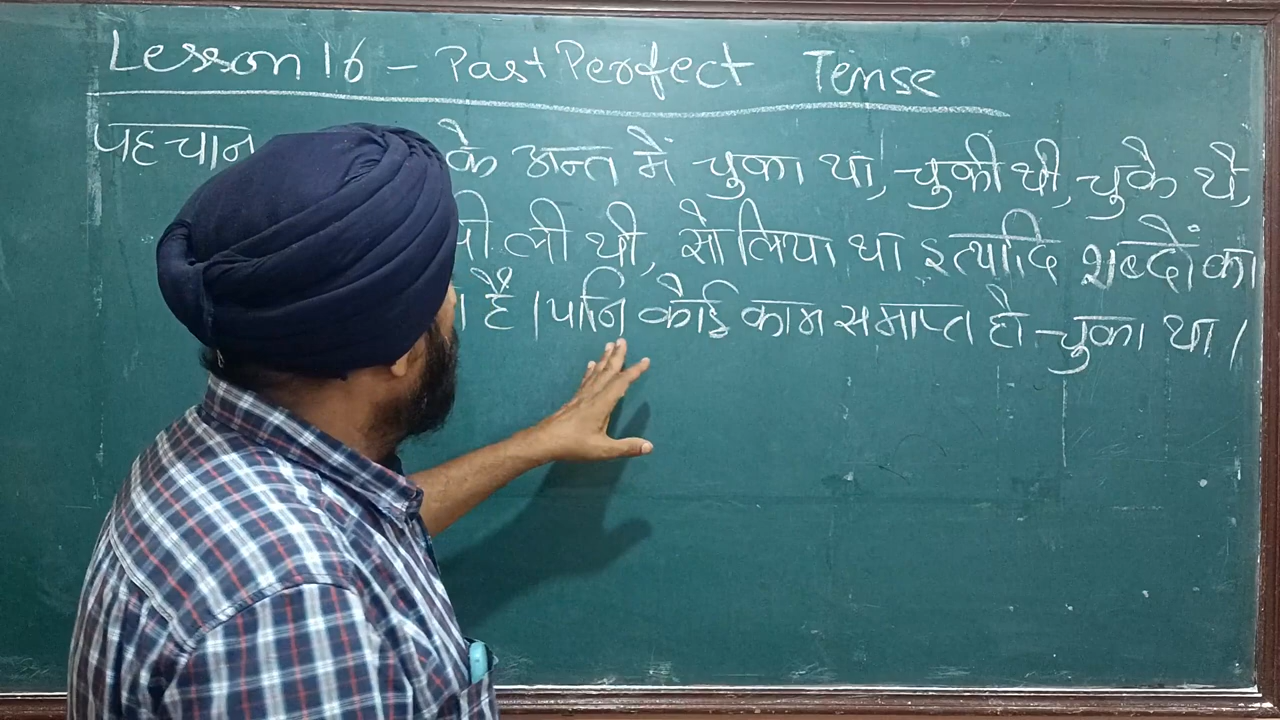 Lesson 16 - Past Perfect Tense
पहचान के अन्त में चुका था, चुकी थी, चुके थे,
ली थी, सो लिया था इत्यादि शब्दों का
है। यानि कोई काम समाप्त हो चुका था।